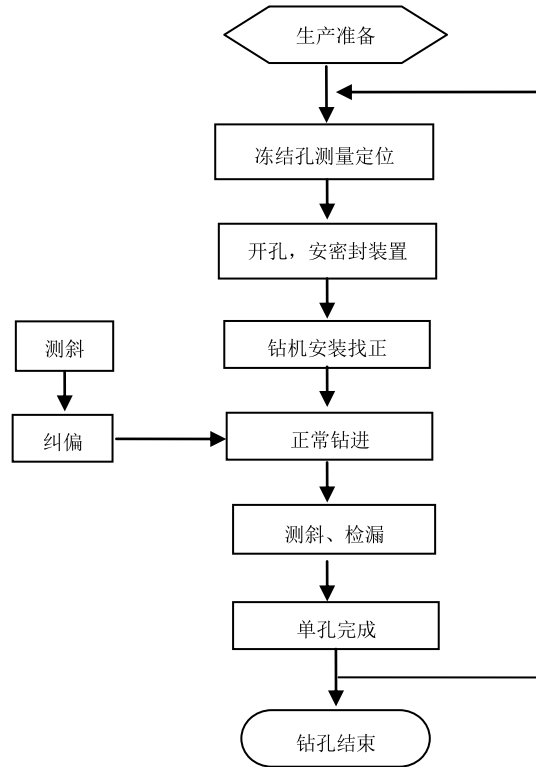 生产准备
冻结孔测量定位
开孔，安密封装置
钻机安装找正
测斜
纠偏
正常钻进
测斜、检漏
单孔完成
钻孔结束